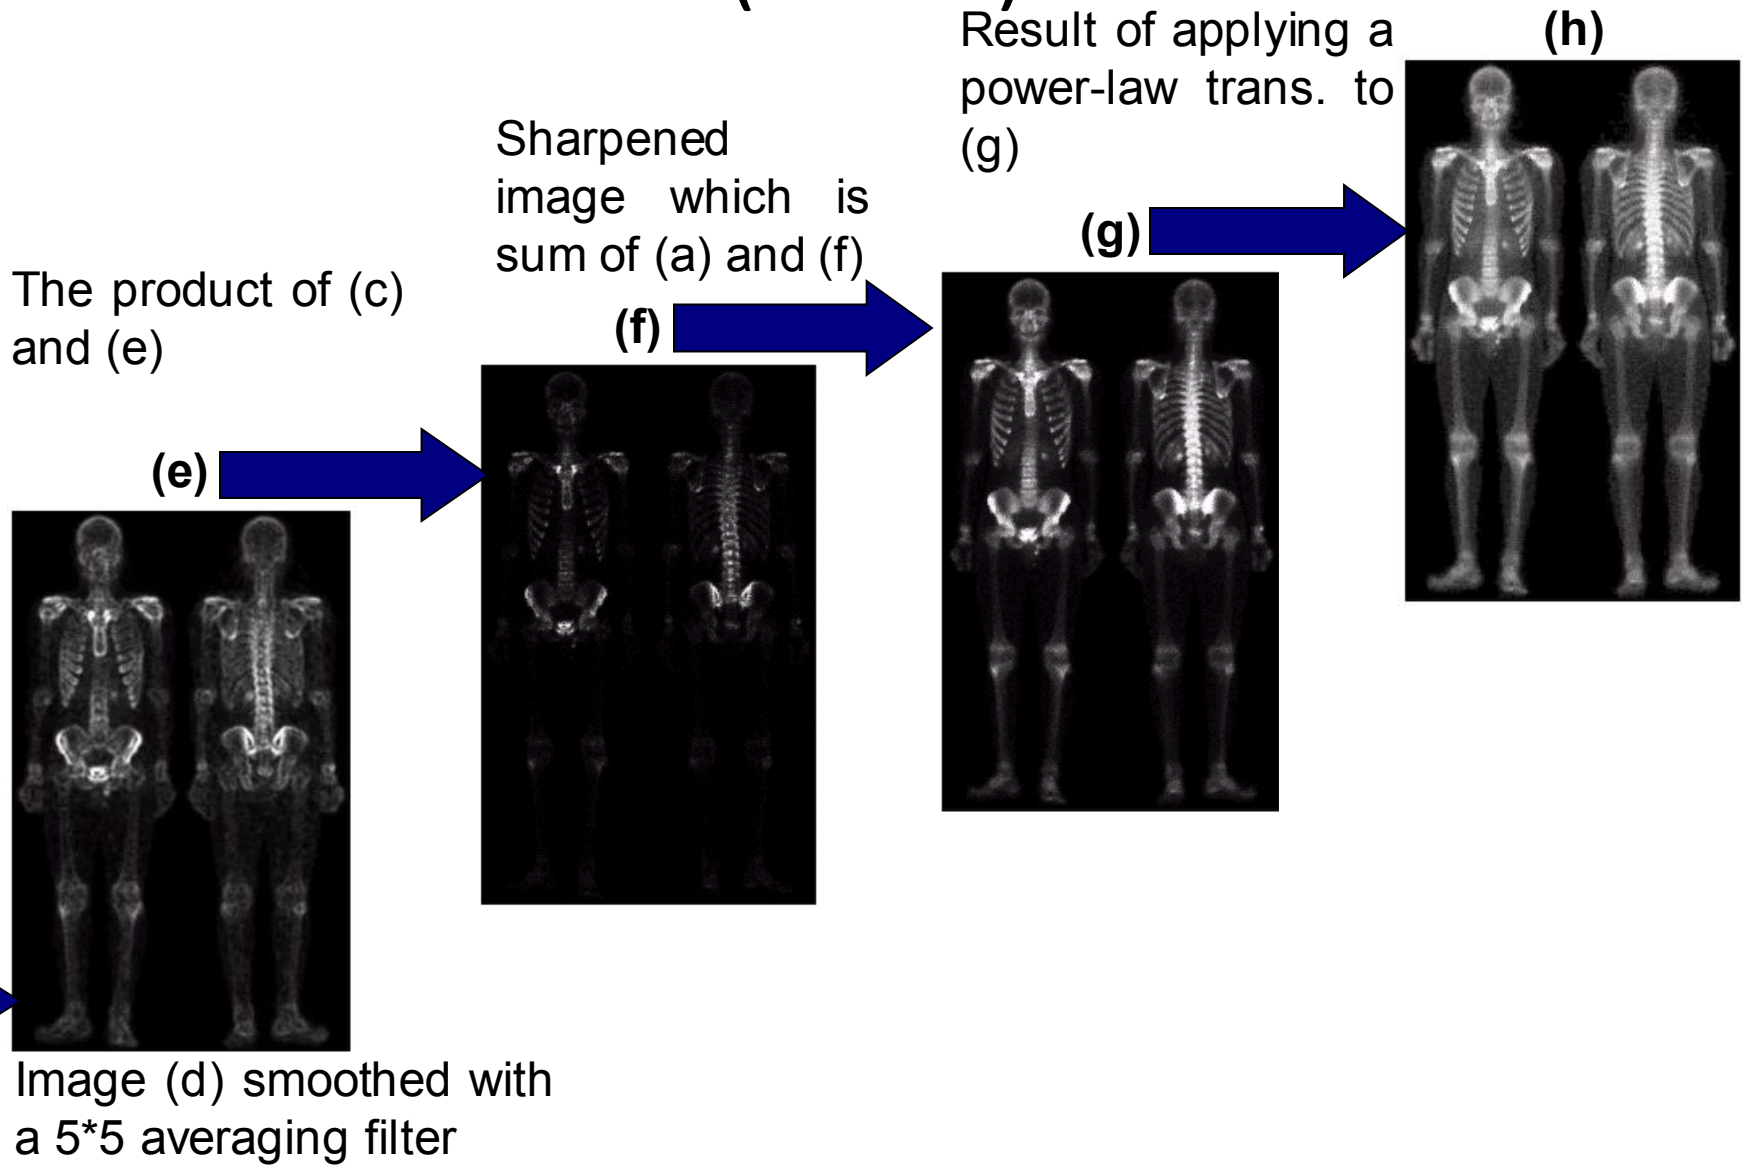 Result of applying a
power-law trans. to
(g)
(h)
Sharpened
image which is
sum of (a) and (f)
(g)
The product of (c)
and (e)
(f)
(e)
Image (d) smoothed with
a 5*5 averaging filter